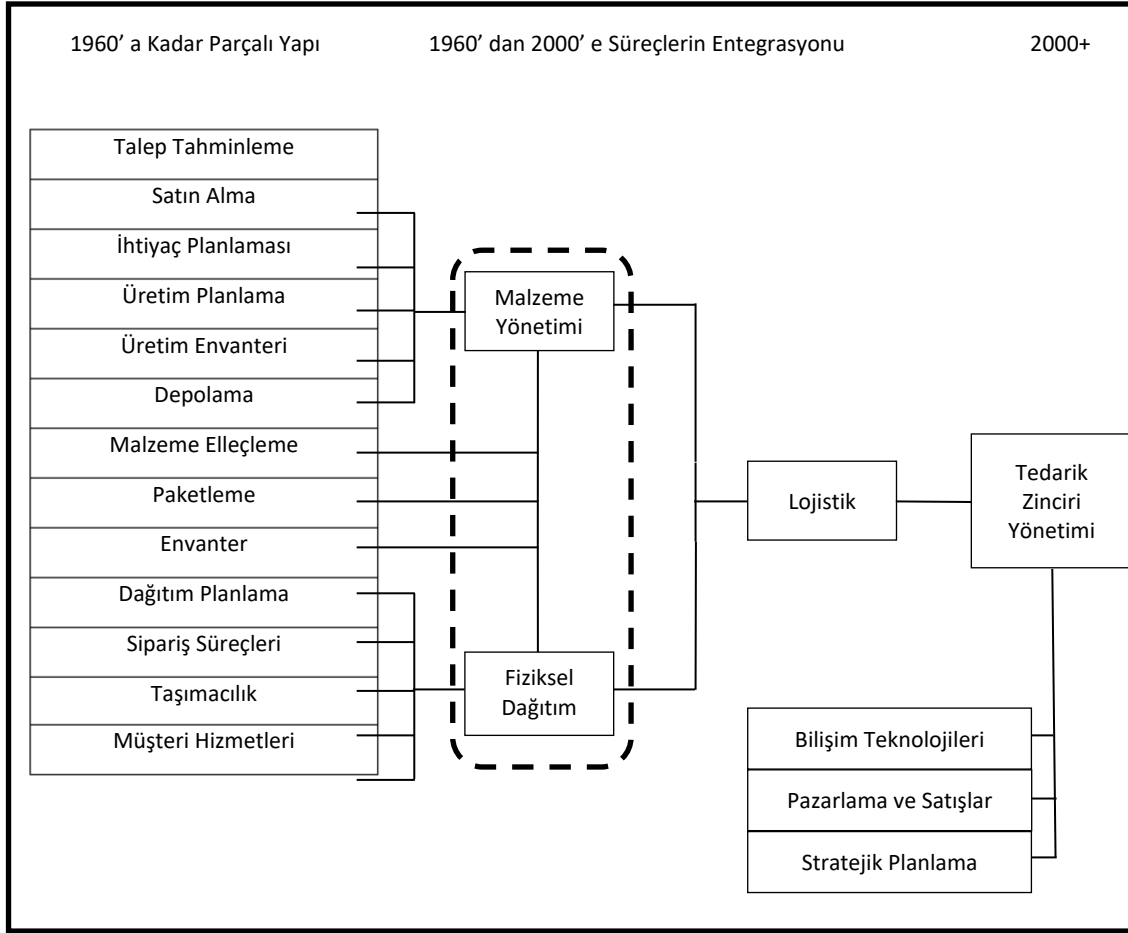 1960’ a Kadar Parçalı Yapı
1960’ dan 2000’ e Süreçlerin Entegrasyonu
2000+
Talep Tahminleme
Satın Alma
İhtiyaç Planlaması
Üretim Planlama
Üretim Envanteri
Depolama
Malzeme Elleçleme
Paketleme
Envanter
Dağıtım Planlama
Sipariş Süreçleri
Taşımacılık
Müşteri Hizmetleri
Malzeme
Yönetimi
Fiziksel
Dağıtım
Lojistik
Tedarik
Zinciri
Yönetimi
Bilişim Teknolojileri
Pazarlama ve Satışlar
Stratejik Planlama